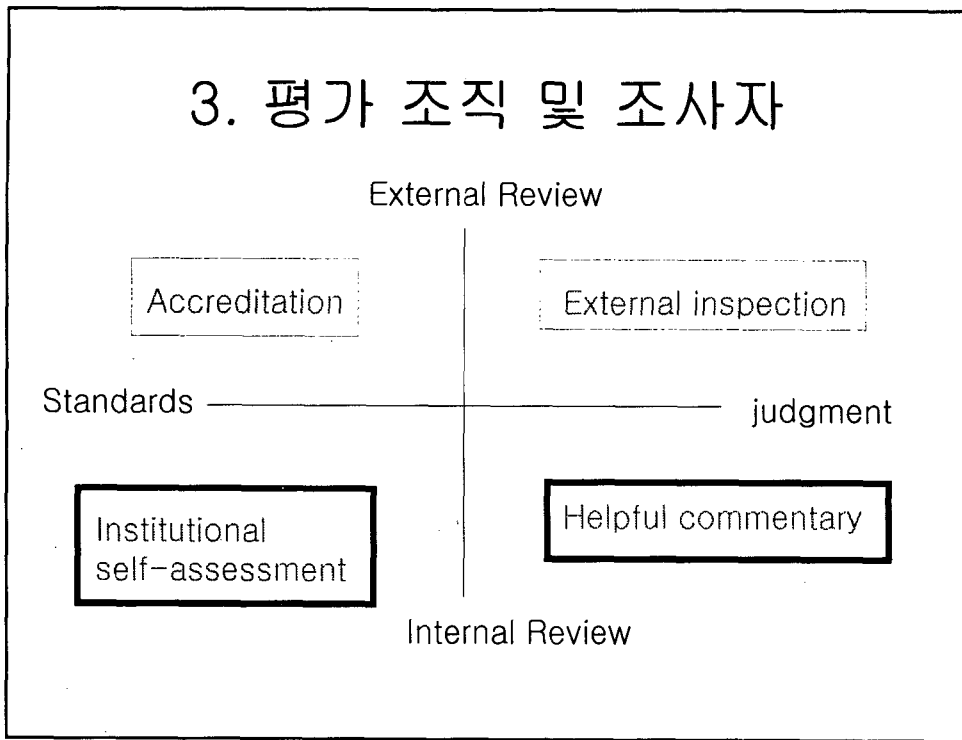 3. 평가 조직 및 조사자
External Review
Accreditation
External inspection
Standards
judgment
Institutional
self-assessment
Helpful commentary
Internal Review